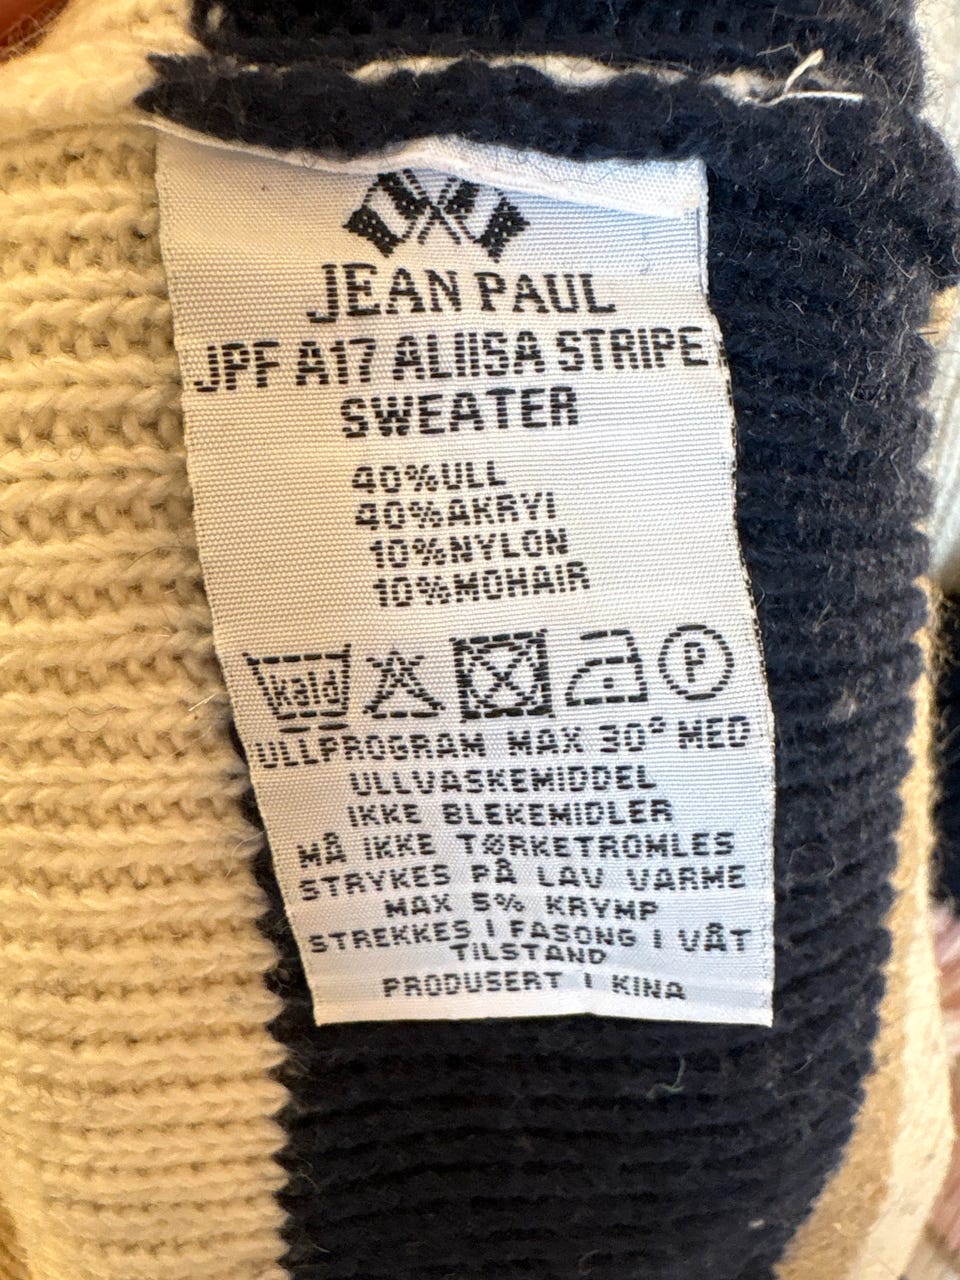 JEAN PAUL
JPF A17 ALIISA STRIPE
SWEATER
40%ULL
40%AKRYl
10%NYLON
10%MOHAIR
kald
P
ULLPROGRAM MAX 30° MED
ULLVASKEMIDDEL
IKKE BLEKEMIDLER
MÅ IKKE TØRKETROMLES
STRYKES PÅ LAV VARME
MAX 5% KRYMP
STREKKES I FASONG I VÅT
TILSTAND
PRODUSERT I KINA